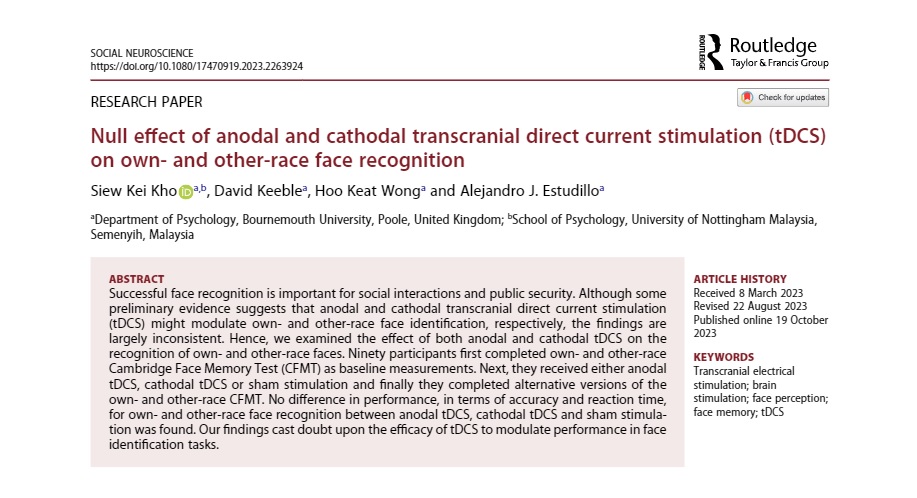 SOCIAL NEUROSCIENCE
https://doi.org/10.1080/17470919.2023.2263924
ROUTLEDGE
Routledge
Taylor & Francis Group
RESEARCH PAPER
Check for updates
Null effect of anodal and cathodal transcranial direct current stimulation (tDCS)
on own- and other-race face recognition
Siew Kei Kho iD a,b, David Keeblea, Hoo Keat Wonga and Alejandro J. Estudilloa
aDepartment of Psychology, Bournemouth University, Poole, United Kingdom; bSchool of Psychology, University of Nottingham Malaysia,
Semenyih, Malaysia
ABSTRACT
Successful face recognition is important for social interactions and public security. Although some
preliminary evidence suggests that anodal and cathodal transcranial direct current stimulation
(tDCS) might modulate own- and other-race face identification, respectively, the findings are
largely inconsistent. Hence, we examined the effect of both anodal and cathodal tDCS on the
recognition of own- and other-race faces. Ninety participants first completed own- and other-race
Cambridge Face Memory Test (CFMT) as baseline measurements. Next, they received either anodal
tDCS, cathodal tDCS or sham stimulation and finally they completed alternative versions of the
own- and other-race CFMT. No difference in performance, in terms of accuracy and reaction time,
for own- and other-race face recognition between anodal tDCS, cathodal tDCS and sham stimula-
tion was found. Our findings cast doubt upon the efficacy of tDCS to modulate performance in face
identification tasks.
ARTICLE HISTORY
Received 8 March 2023
Revised 22 August 2023
Published online 19 October
2023
KEYWORDS
Transcranial electrical
stimulation; brain
stimulation; face perception;
face memory; tDCS